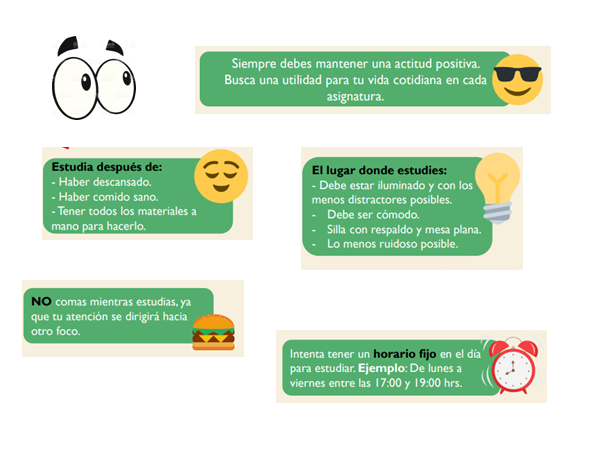 Siempre debes mantener una actitud positiva.
Busca una utilidad para tu vida cotidiana en cada
asignatura.
Estudia después de:
- Haber descansado.
- Haber comido sano.
- Tener todos los materiales a
mano para hacerlo.
El lugar donde estudies:
- Debe estar iluminado y con los
menos distractores posibles.
- Debe ser cómodo.
- Silla con respaldo y mesa plana.
- Lo menos ruidoso posible.
NO comas mientras estudias, ya
que tu atención se dirigirá hacia
otro foco.
Intenta tener un horario fijo en el día
para estudiar. Ejemplo: De lunes a
viernes entre las 17:00 y 19:00 hrs.